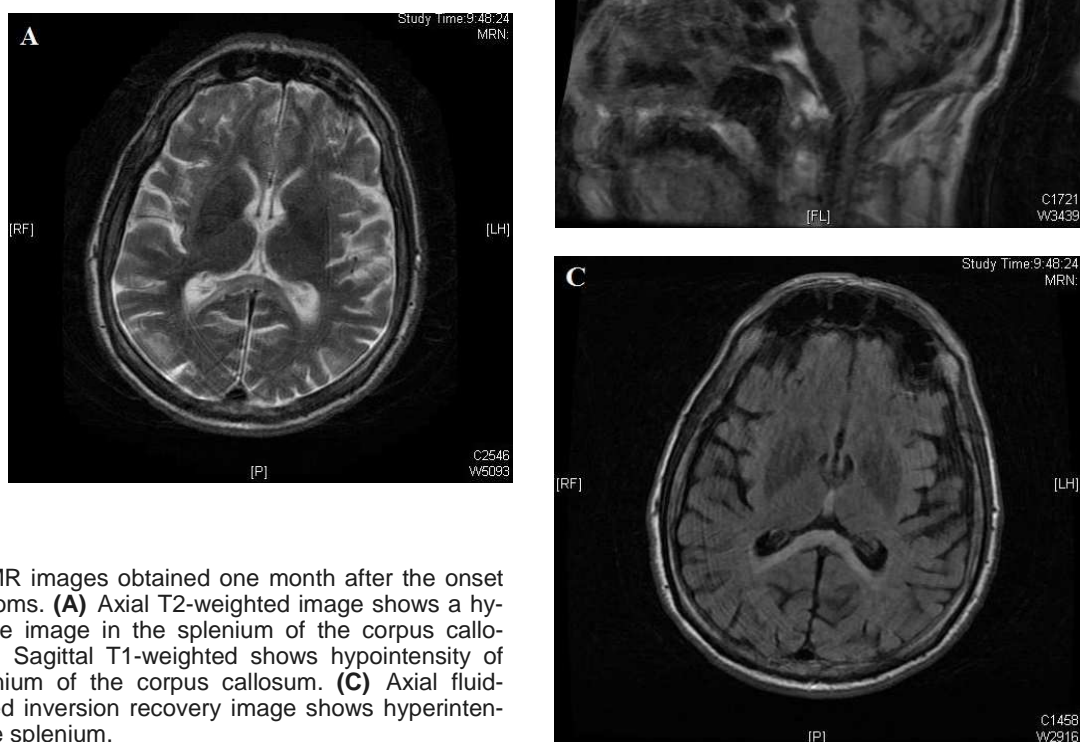 A
Study Time:9:48:24
MRN:
[RF]
[LH]
C2546
W5093
[P]
C1721
W3439
[FL]
C
Study Time:9:48:24
MRN:
[RF]
[LH]
C1458
W2916
[P]
MR images obtained one month after the onset
(A) Axial T2-weighted image shows a hy-
image in the splenium of the corpus callo-
Sagittal T1-weighted shows hypointensity of
of the corpus callosum. (C) Axial fluid-
inversion recovery image shows hyperinten-
splenium.